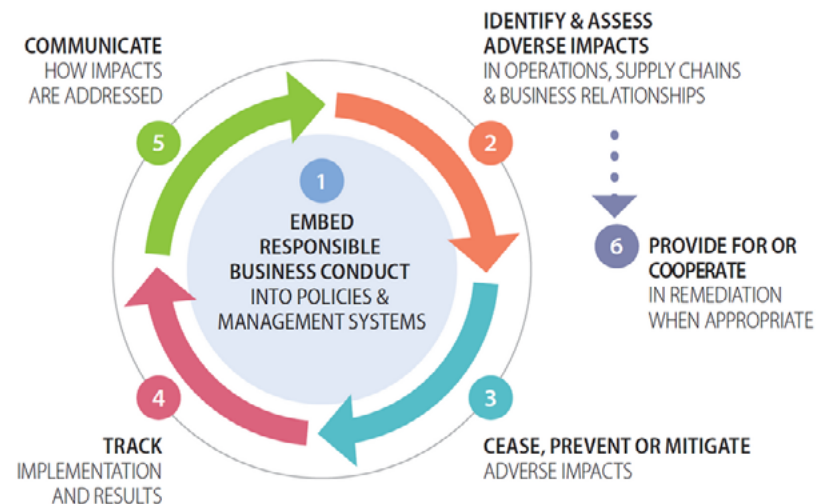 1
EMBED
RESPONSIBLE
BUSINESS CONDUCT
INTO POLICIES &
MANAGEMENT SYSTEMS
2
IDENTIFY & ASSESS
ADVERSE IMPACTS
IN OPERATIONS, SUPPLY CHAINS
& BUSINESS RELATIONSHIPS
3
CEASE, PREVENT OR MITIGATE
ADVERSE IMPACTS
4
TRACK
IMPLEMENTATION
AND RESULTS
5
COMMUNICATE
HOW IMPACTS
ARE ADDRESSED
6
PROVIDE FOR OR
COOPERATE
IN REMEDIATION
WHEN APPROPRIATE